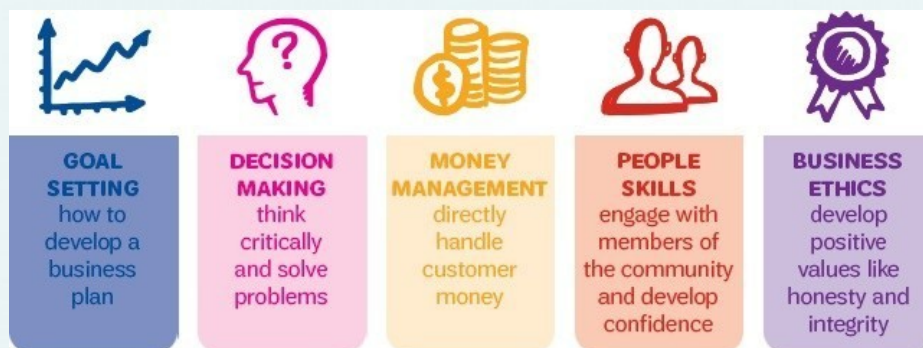 GOAL
SETTING
how to
develop a
business
plan
DECISION
MAKING
think
critically
and solve
problems
MONEY
MANAGEMENT
directly
handle
customer
money
PEOPLE
SKILLS
engage with
members of
the community
and develop
confidence
BUSINESS
ETHICS
develop
positive
values like
honesty and
integrity